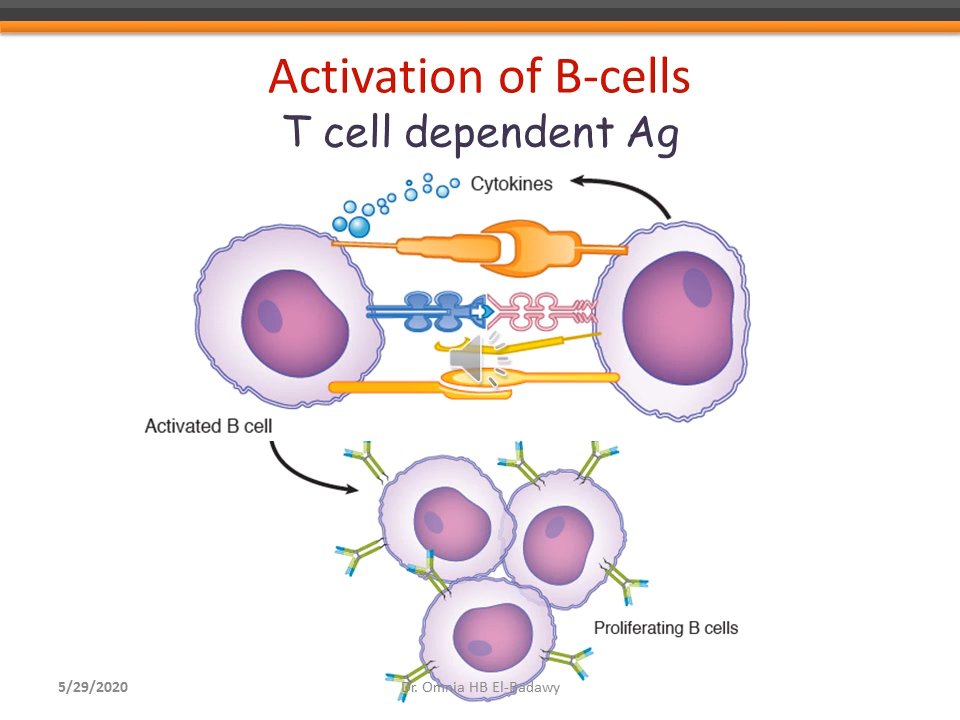 Activation of B-cells
T cell dependent Ag
Cytokines
Activated B cell
Proliferating B cells
5/29/2020
Dr. Omnia HB El-Badawy